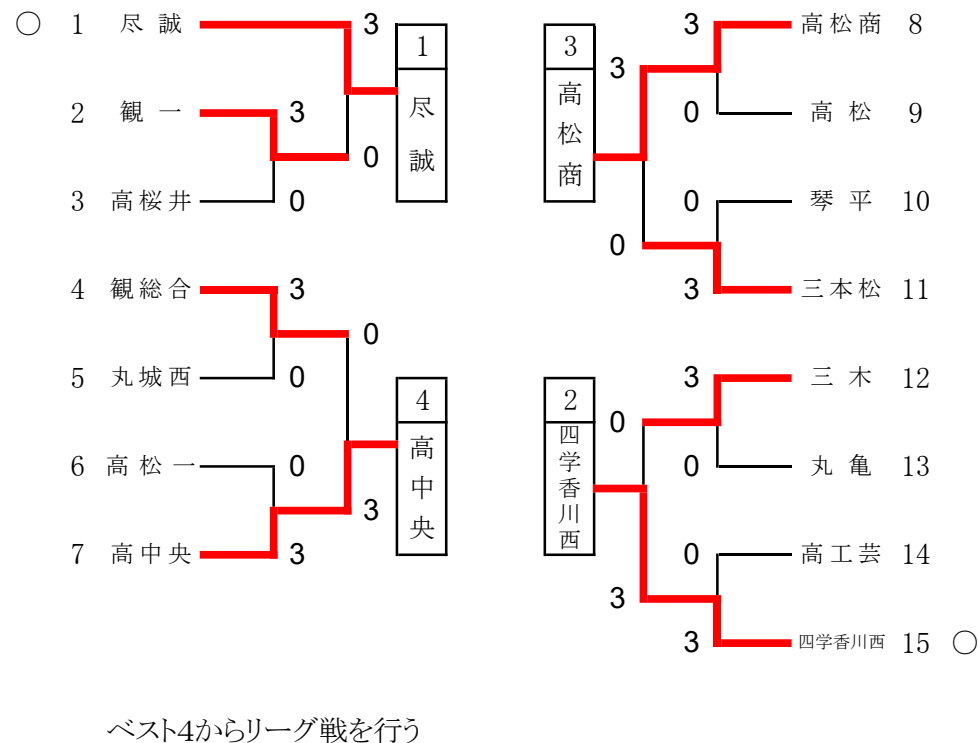 ○ 1 尽誠 3
2 観一 3
0
3 高桜井 0
1
尽誠
4 観総合 3
0
5 丸城西 0
6 高松一 0
3
7 高中央 3
4
高中央
3
高松商
3 高松商 8
3
0 高松 9
0 琴平 10
0
3 三本松 11
2
四学香川西
3 三木 12
0
0 丸亀 13
0 高工芸 14
3
3 四学香川西 15 ○
ベスト4からリーグ戦を行う